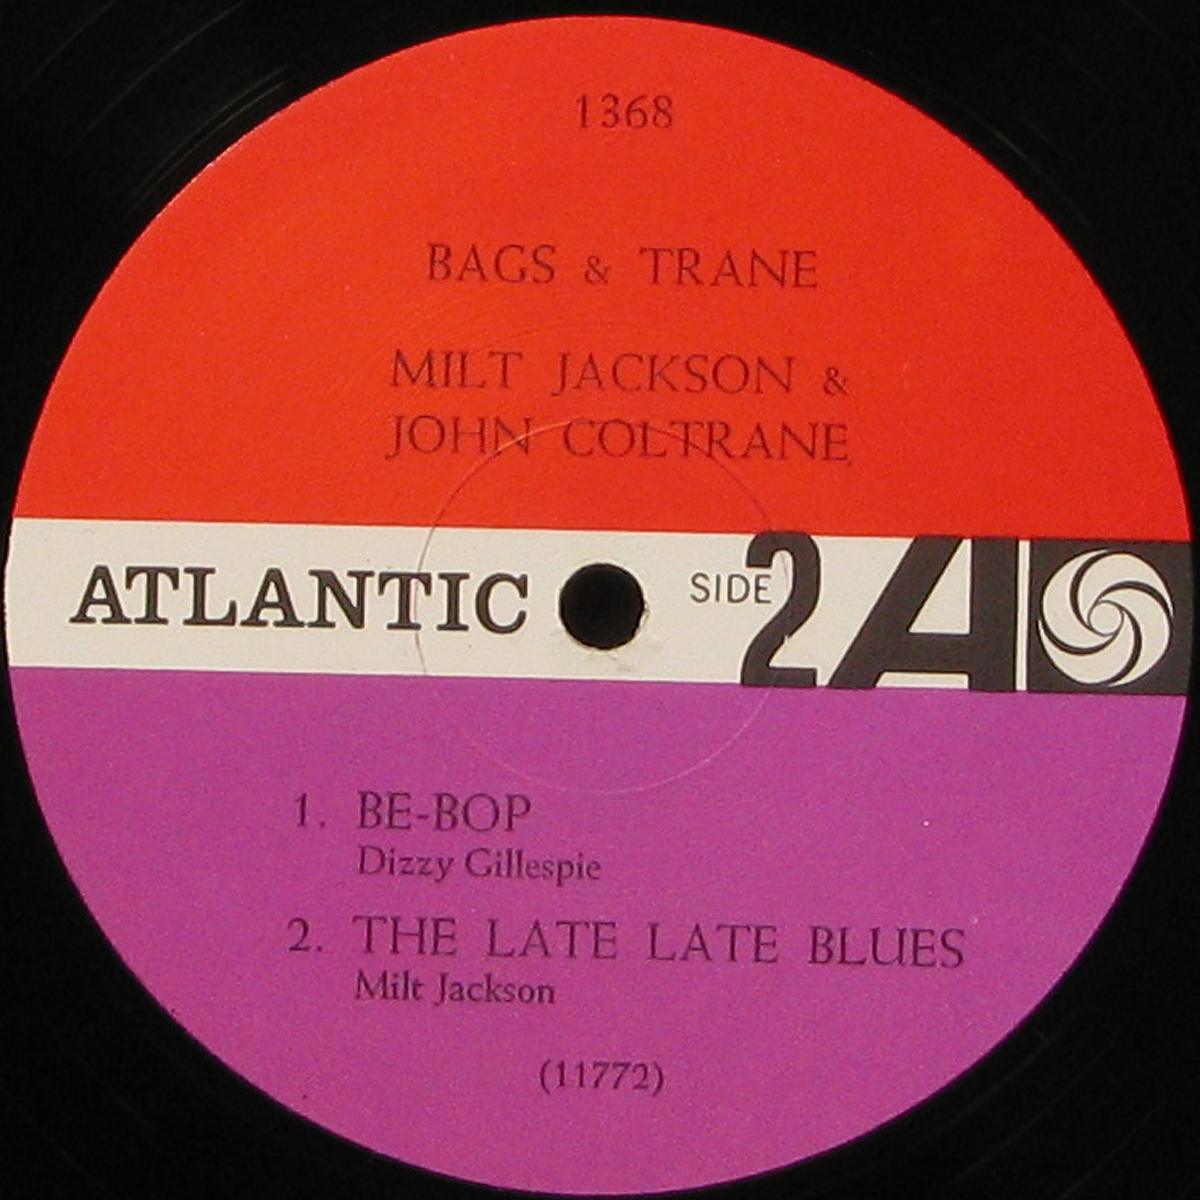 1368
BAGS & TRANE
MILT JACKSON &
JOHN COLTRANE
ATLANTIC SIDE 2 A
1. BE-BOP
Dizzy Gillespie
2. THE LATE LATE BLUES
Milt Jackson
(11772)